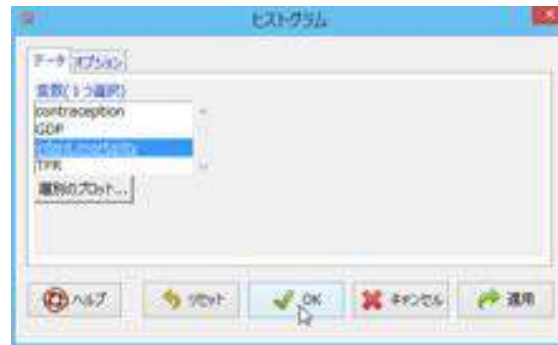 ヒストグラム
データ オプション
変数(1つ選択)
contraception
GDP
infant.mortality
TFR
層別のプロット...
ヘルプ リセット OK キャンセル 適用